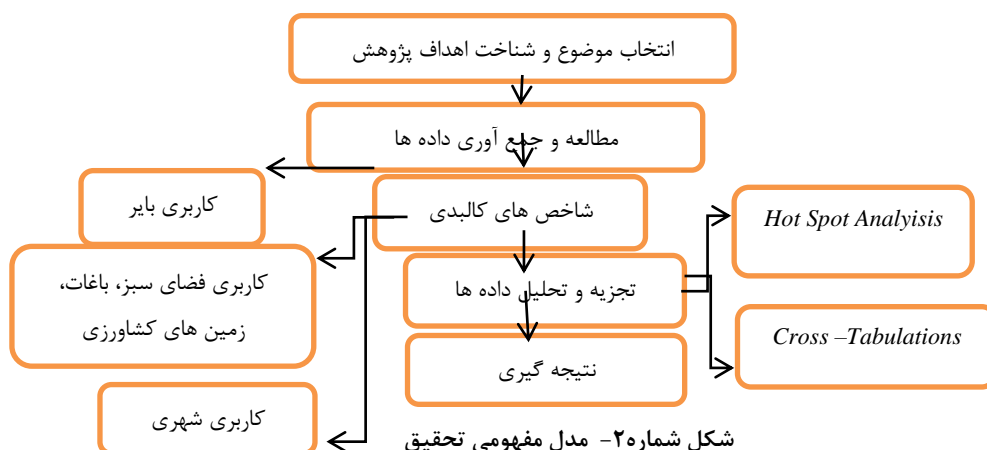 انتخاب موضوع و شناخت اهداف پژوهش
مطالعه و جمع آوری داده ها
کاربری بایر
شاخص های کالبدی
Hot Spot Analyisis
کاربری فضای سبز، باغات،
زمین های کشاورزی
تجزیه و تحلیل داده ها
Cross –Tabulations
نتیجه گیری
کاربری شهری
شکل شماره۲- مدل مفهومی تحقیق